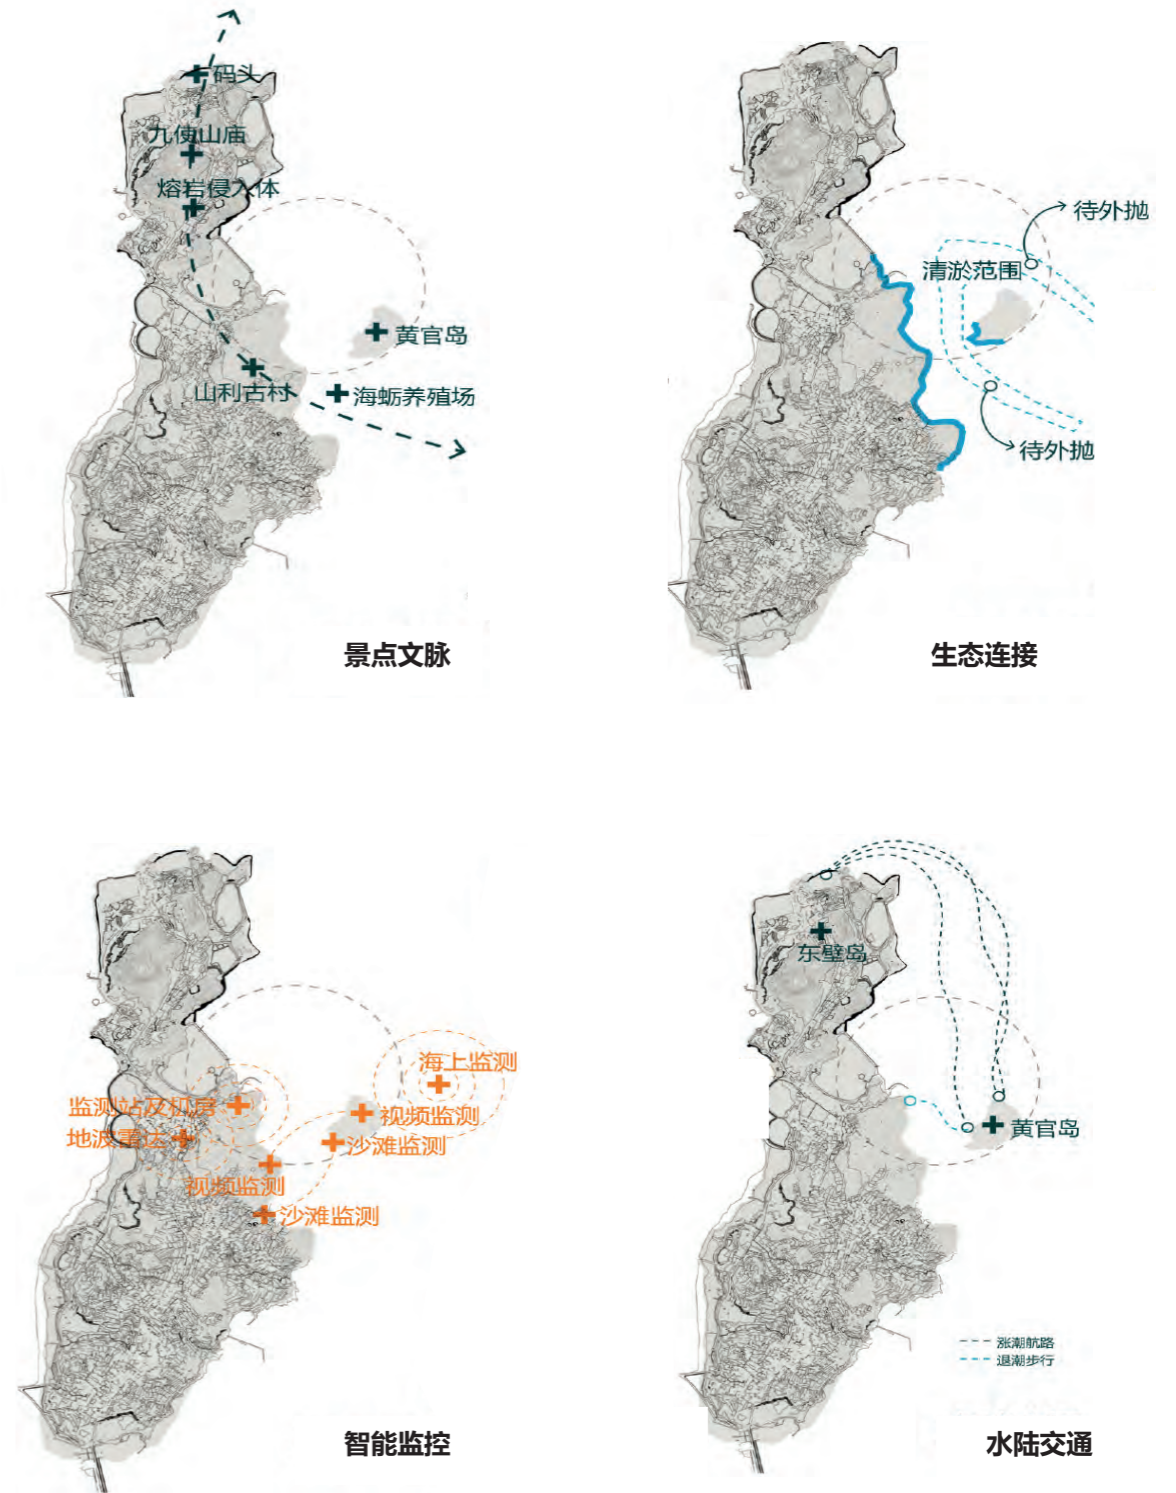 码头
九使山庙
熔岩侵入体
黄官岛
山利古村
海蛎养殖场
景点文脉
待外抛
清淤范围
待外抛
生态连接
海上监测
监测站及机房
视频监测
地波雷达
沙滩监测
视频监测
沙滩监测
智能监控
东壁岛
黄官岛
涨潮航路
退潮步行
水陆交通